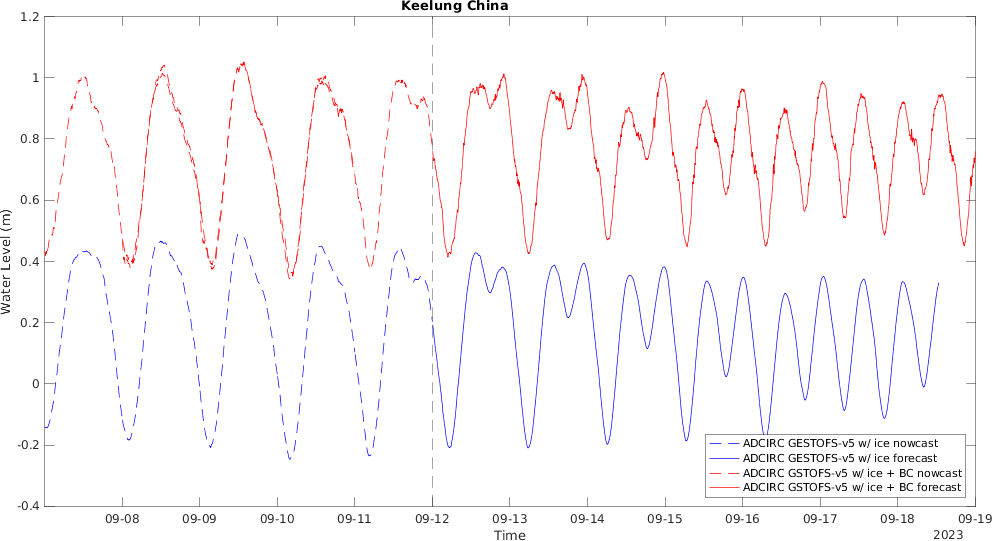 Keelung China
1.2
1
0.8
0.6
0.4
0.2
0
-0.2
-0.4
Water Level (m)
09-08 09-09 09-10 09-11 09-12 09-13 09-14 09-15 09-16 09-17 09-18 09-19
Time
2023
ADCIRC GESTOFS-v5 w/ ice nowcast
ADCIRC GESTOFS-v5 w/ ice forecast
ADCIRC GSTOFS-v5 w/ ice + BC nowcast
ADCIRC GSTOFS-v5 w/ ice + BC forecast